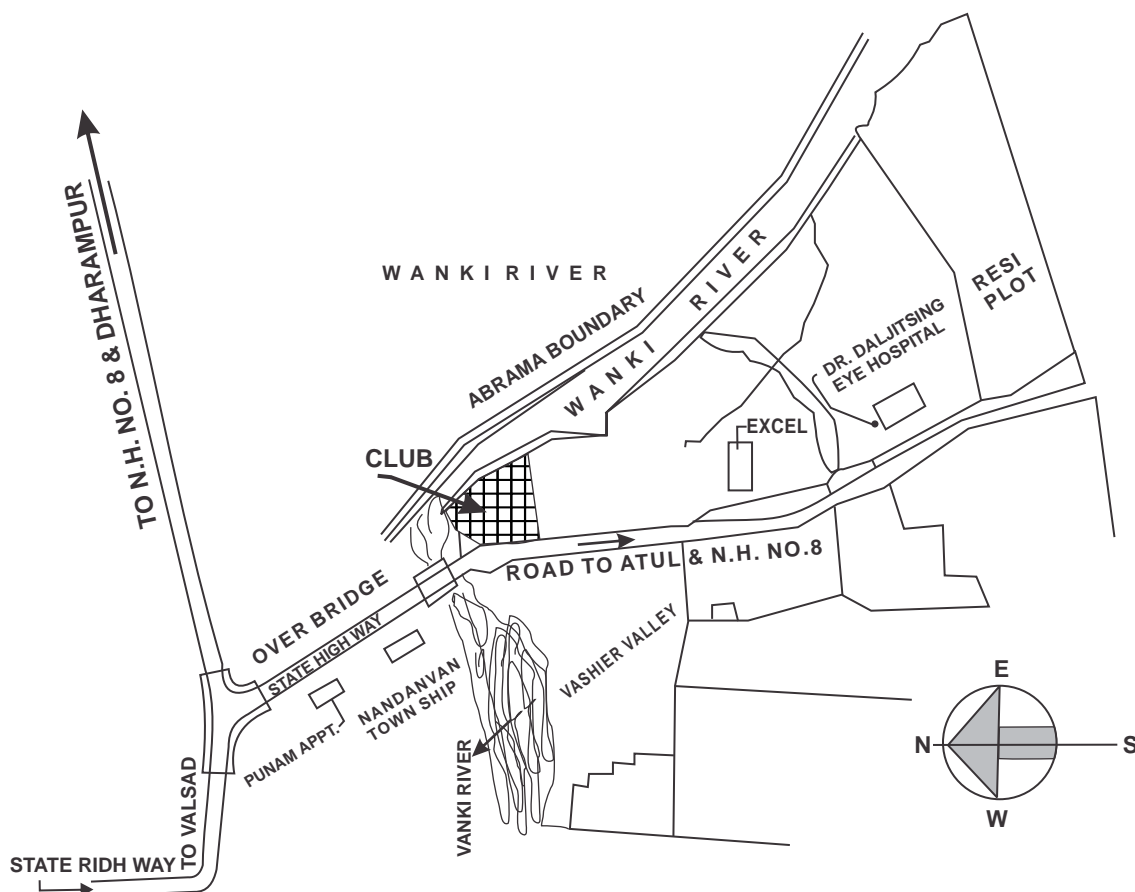 TO N.H. NO. 8 & DHARAMPUR
WANKI RIVER
ABRAMA BOUNDARY
WANKI RIVER
RESI
PLOT
DR. DALJITSING
EYE HOSPITAL
EXCEL
CLUB
ROAD TO ATUL & N.H. NO.8
OVER BRIDGE
STATE HIGH WAY
NANDANVAN
TOWN SHIP
PUNAM APPT.
VASHIER VALLEY
VANKI RIVER
TO VALSAD
STATE RIDH WAY
E
N
S
W